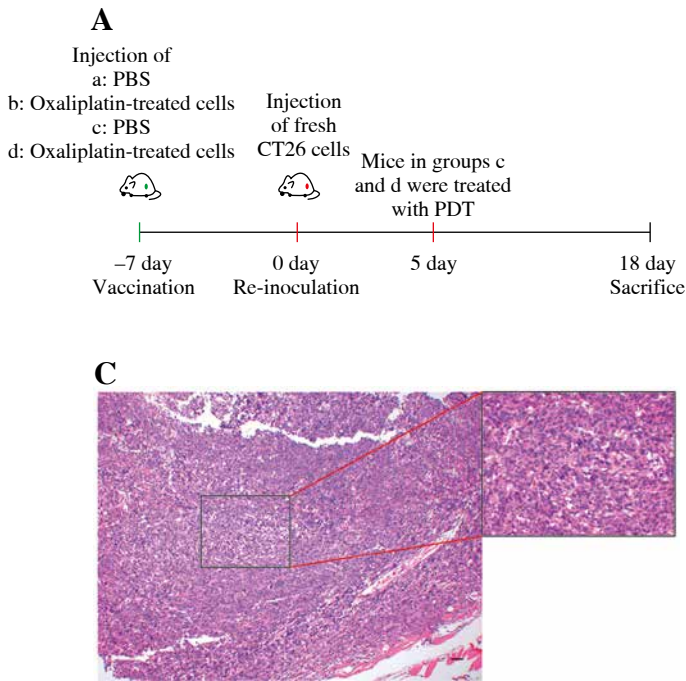 A
Injection of
a: PBS
b: Oxaliplatin-treated cells
c: PBS
d: Oxaliplatin-treated cells
Injection
of fresh
CT26 cells
Mice in groups c
and d were treated
with PDT
–7 day
Vaccination
0 day
Re-inoculation
5 day
18 day
Sacrifice
C